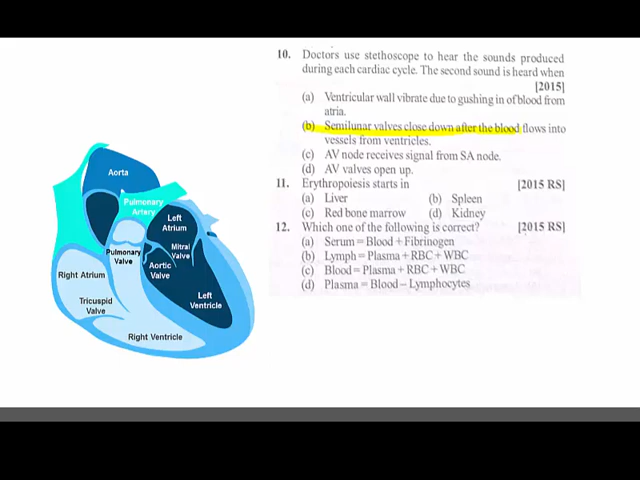 Aorta
Pulmonary
Artery
Left
Atrium
Mitral
Valve
Pulmonary
Valve
Aortic
Valve
Right Atrium
Left
Ventricle
Tricuspid
Valve
Right Ventricle
10. Doctors use stethoscope to hear the sounds produced
during each cardiac cycle. The second sound is heard when
[2015]
(a) Ventricular wall vibrate due to gushing in of blood from
atria.
(b) Semilunar valves close down after the blood flows into
vessels from ventricles.
(c) AV node receives signal from SA node.
(d) AV valves open up.
11. Erythropoiesis starts in [2015 RS]
(a) Liver (b) Spleen
(c) Red bone marrow (d) Kidney
12. Which one of the following is correct? [2015 RS]
(a) Serum = Blood + Fibrinogen
(b) Lymph = Plasma + RBC + WBC
(c) Blood = Plasma + RBC + WBC
(d) Plasma = Blood – Lymphocytes